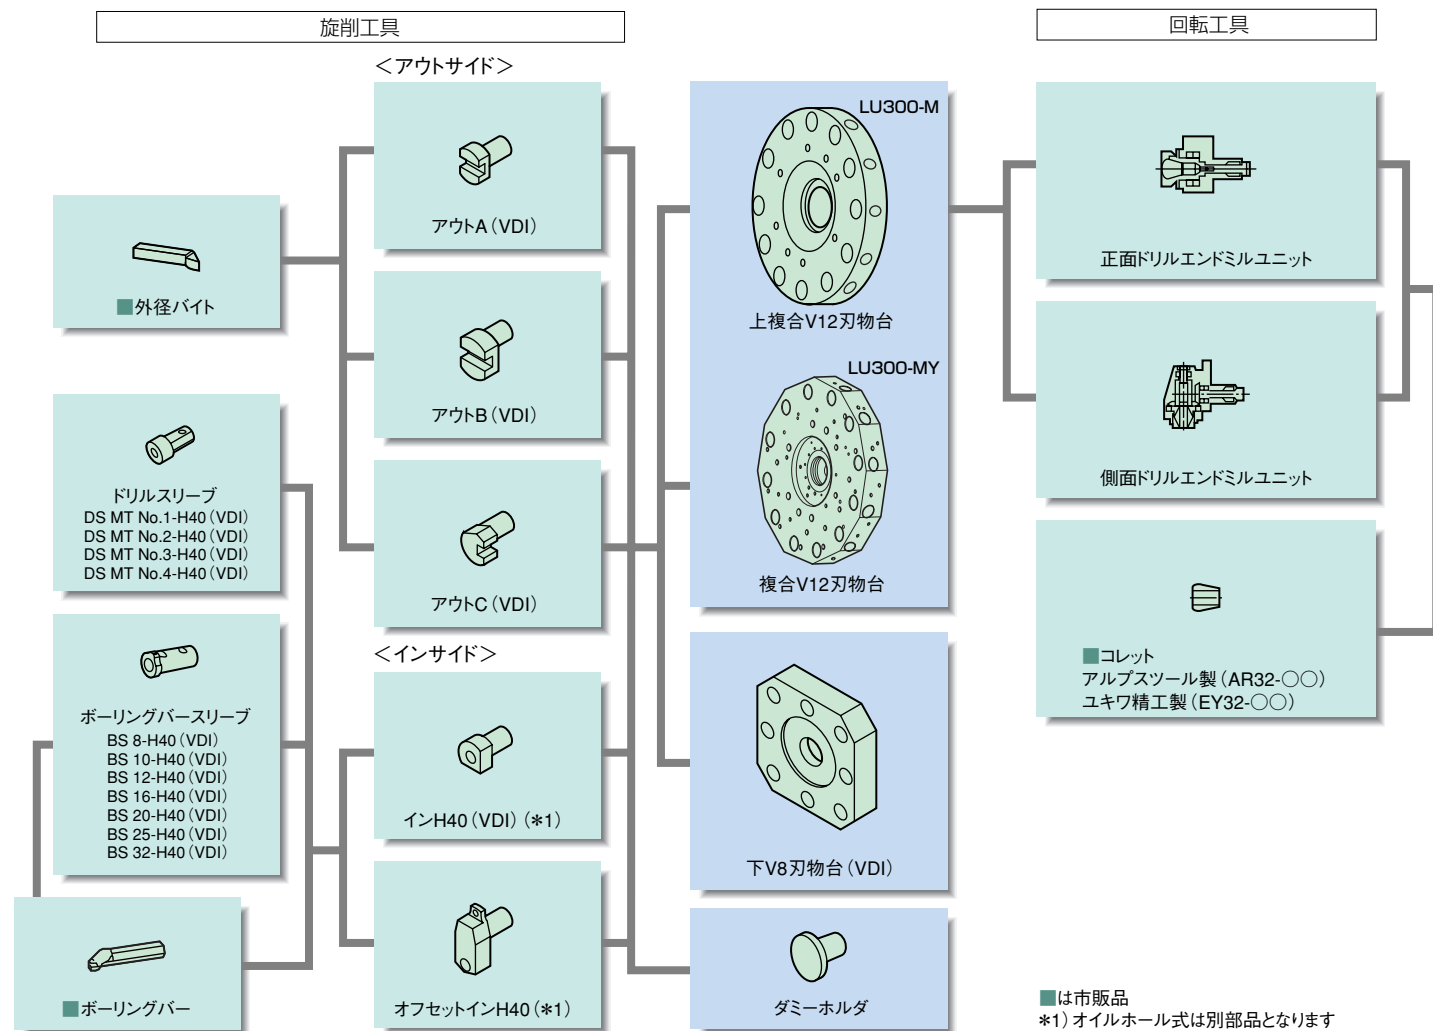 旋削工具
回転工具
＜アウトサイド＞
アウトA（VDI）
アウトB（VDI）
アウトC（VDI）
■外径バイト
ドリルスリーブ
DS MT No.1-H40（VDI）
DS MT No.2-H40（VDI）
DS MT No.3-H40（VDI）
DS MT No.4-H40（VDI）
ボーリングバースリーブ
BS 8-H40（VDI）
BS 10-H40（VDI）
BS 12-H40（VDI）
BS 16-H40（VDI）
BS 20-H40（VDI）
BS 25-H40（VDI）
BS 32-H40（VDI）
■ボーリングバー
＜インサイド＞
インH40（VDI）（*1）
オフセットインH40（*1）
LU300-M
上複合V12刃物台
LU300-MY
複合V12刃物台
下V8刃物台（VDI）
ダミーホルダ
正面ドリルエンドミルユニット
側面ドリルエンドミルユニット
■コレット
アルプスツール製（AR32-○○）
ユキワ精工製（EY32-○○）
■は市販品
*1）オイルホール式は別部品となります